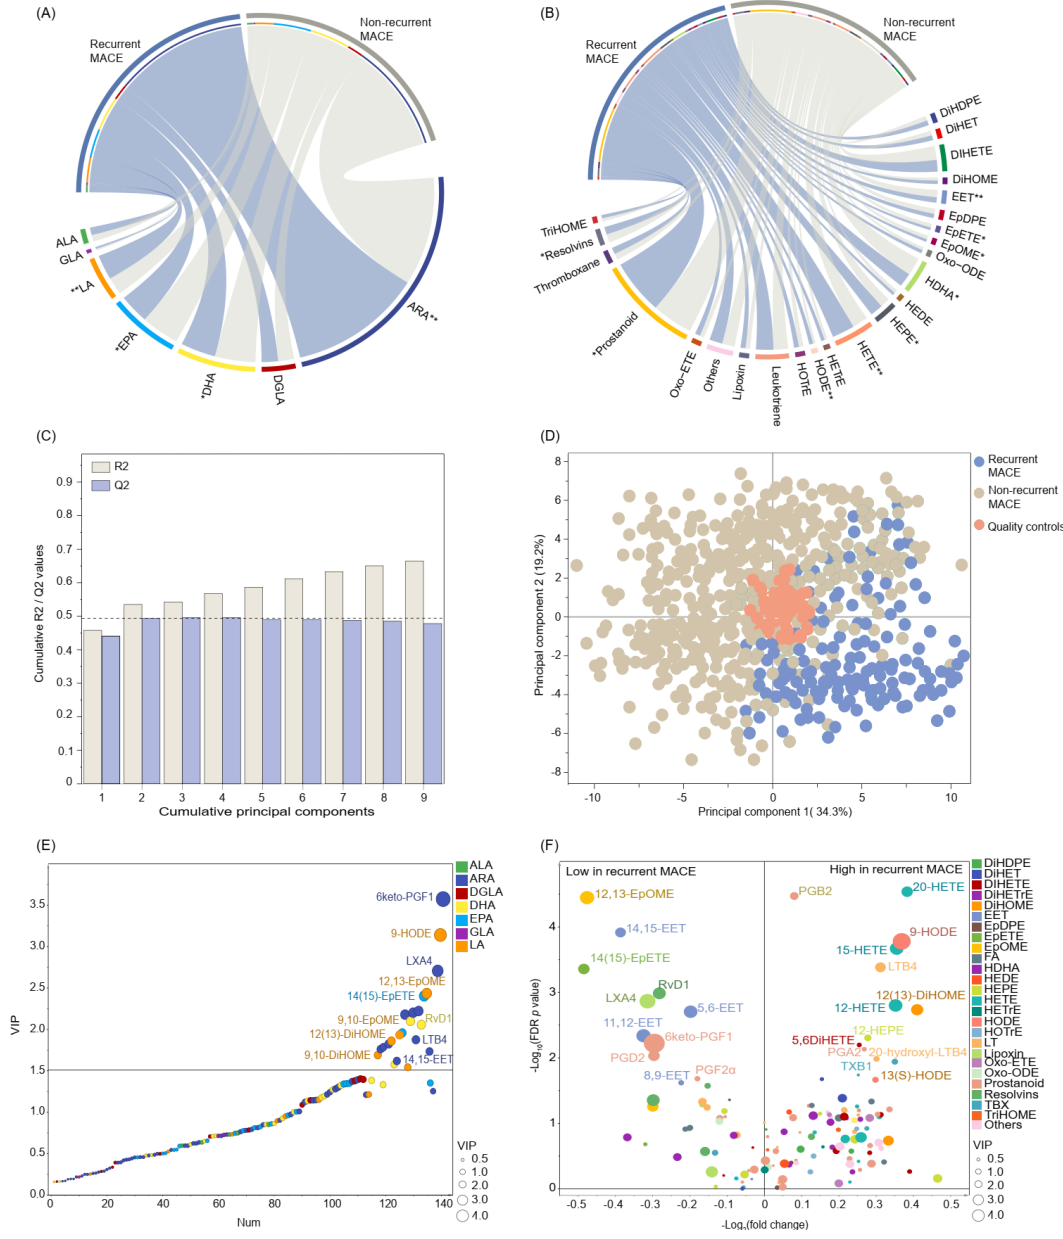 (A)
Recurrent
MACE
Non-recurrent
MACE
ALA
GLA
**LA
*EPA
*DHA
DGLA
ARA**
(B)
Recurrent
MACE
Non-recurrent
MACE
DiHDPE
DiHET
DIHETE
DiHOME
EET**
EpDPE
EpETE*
EpOME*
Oxo-ODE
HDHA*
HEDE
HEPE*
HETE**
HETrE
HODE**
HOTrE
Leukotriene
Lipoxin
Others
Oxo-ETE
*Prostanoid
Thromboxane
*Resolvins
TriHOME
(C)
R2
Q2
0.9
0.8
0.7
0.6
0.5
0.4
0.3
0.2
0.1
0
Cumulative R2 / Q2 values
1 2 3 4 5 6 7 8 9
Cumulative principal components
(D)
8
6
4
2
0
-2
-4
-6
-8
Principal component 2 (19.2%)
-10 -5 0 5 10
Principal component 1( 34.3%)
Recurrent
MACE
Non-recurrent
MACE
Quality controls
(E)
3.5
3.0
2.5
2.0
1.5
1.0
0.5
0.0
VIP
0 20 40 60 80 100 120 140
Num
6keto-PGF1
9-HODE
LXA4
12,13-EpOME
14(15)-EpETE
9,10-EpOME
RvD1
12(13)-DiHOME
LTB4
9,10-DiHOME
14,15-EET
ALA
ARA
DGLA
DHA
EPA
GLA
LA
VIP
0.5
1.0
2.0
3.0
4.0
(F)
Low in recurrent MACE
High in recurrent MACE
4
3
2
1
0
-Log10(FDR p value)
-0.5 -0.4 -0.3 -0.2 -0.1 0 0.1 0.2 0.3 0.4 0.5
-Log2(fold change)
12,13-EpOME
14,15-EET
14(15)-EpETE
RvD1
LXA4
5,6-EET
11,12-EET
6keto-PGF1
PGD2
PGF2α
8,9-EET
PGB2
20-HETE
9-HODE
15-HETE
LTB4
12(13)-DiHOME
12-HETE
12-HEPE
5,6DiHETE
PGA2
20-hydroxyl-LTB4
TXB1
13(S)-HODE
DiHDPE
DiHET
DiHETE
DiHETrE
DiHOME
EET
EpDPE
EpETE
EpOME
FA
HDHA
HEDE
HEPE
HETE
HETrE
HODE
HOTrE
LT
Lipoxin
Oxo-ETE
Oxo-ODE
Prostanoid
Resolvins
TBX
TriHOME
Others
VIP
0.5
1.0
2.0
3.0
4.0